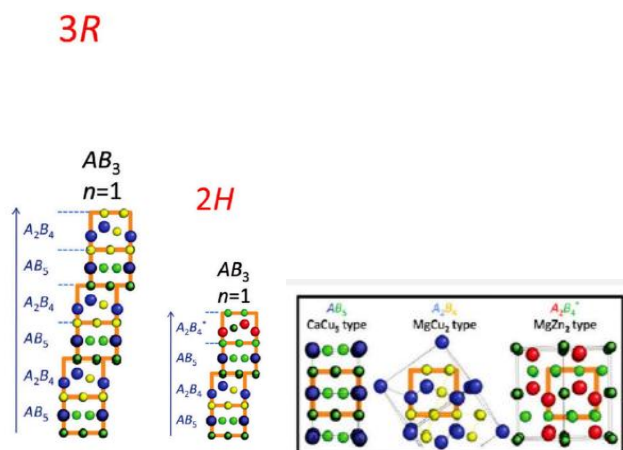 3R
AB₃
n=1
A₂B₄
AB₅
A₂B₄
AB₅
A₂B₄
AB₅
2H
AB₃
n=1
A₂B₄*
AB₅
A₂B₄
AB₅
AB₅
CaCu₅ type
A₂B₄
MgCu₂ type
A₂B₄*
MgZn₂ type